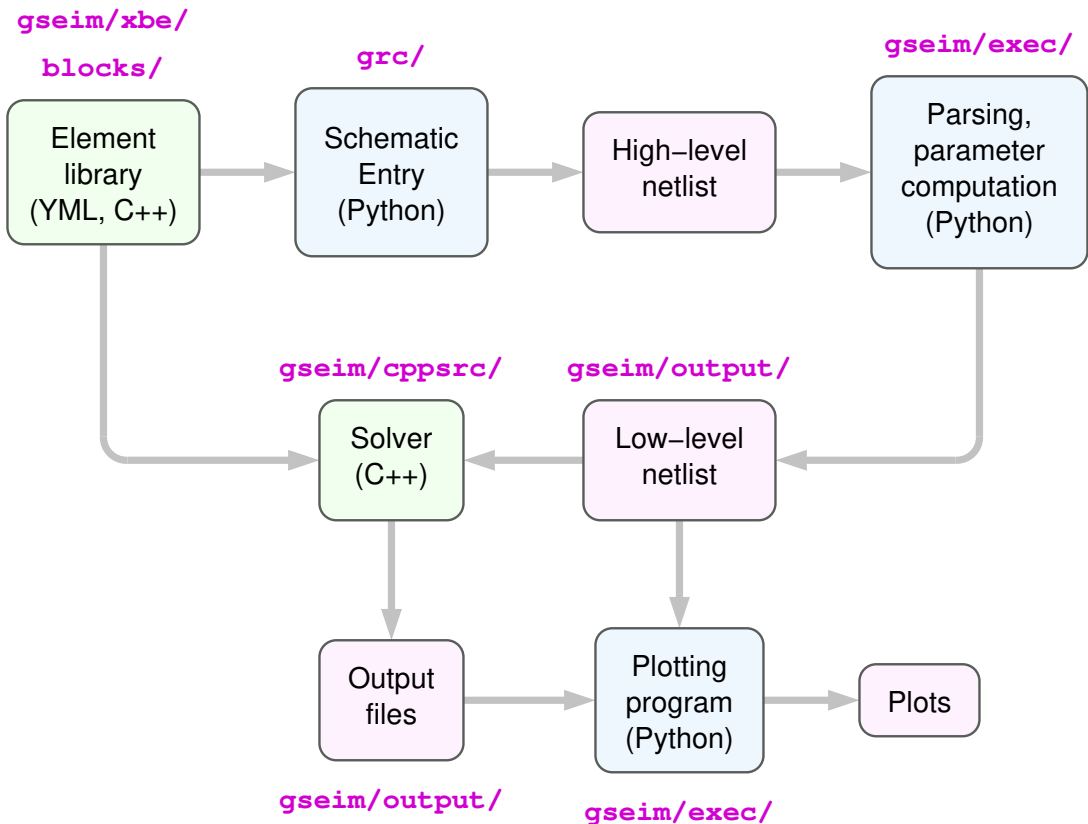 gseim/xbe/
blocks/
Element
library
(YML, C++)
grc/
Schematic
Entry
(Python)
High−level
netlist
gseim/exec/
Parsing,
parameter
computation
(Python)
gseim/cppsrc/
Solver
(C++)
gseim/output/
Low−level
netlist
Output
files
gseim/output/
Plotting
program
(Python)
gseim/exec/
Plots